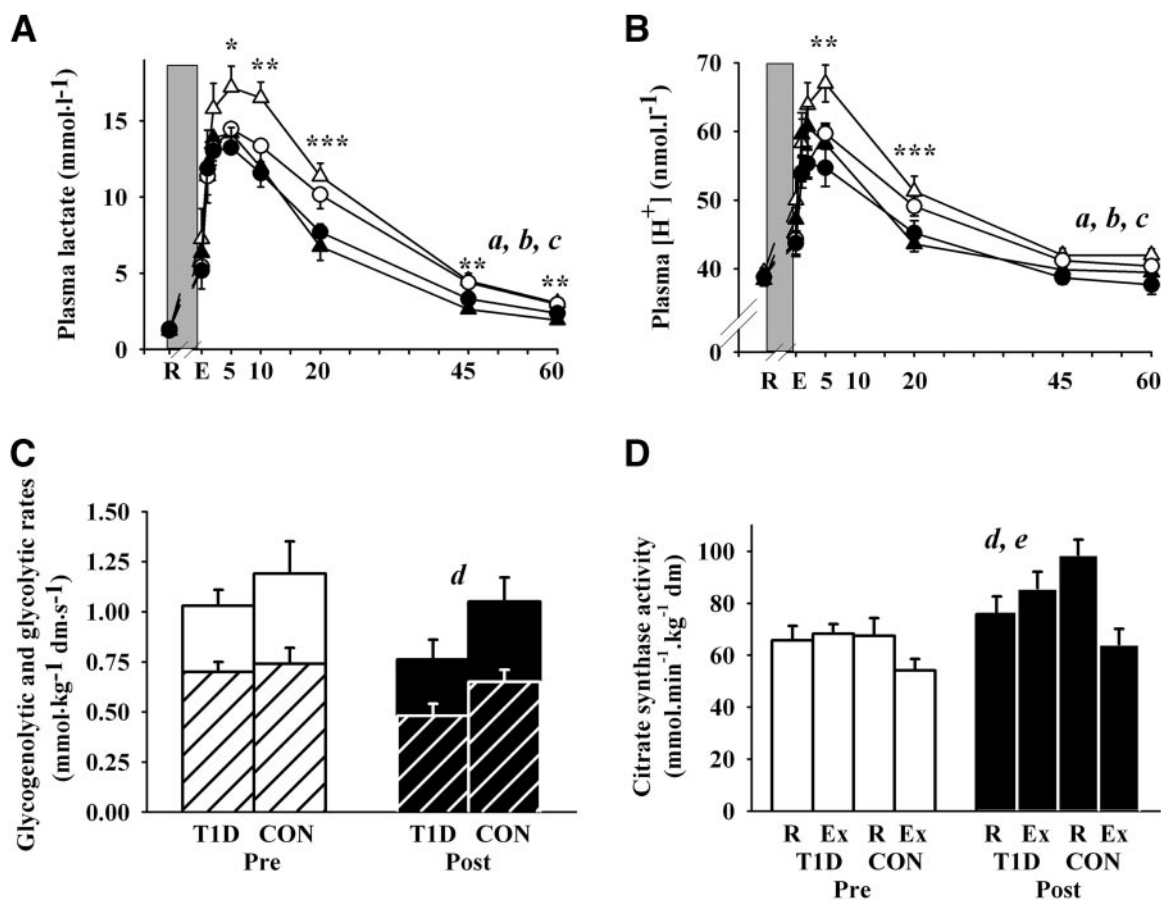 A
Plasma lactate (mmol·l⁻¹)
15
10
5
0
*
**
***
**
**
a, b, c
R E 5 10 20 45 60
B
Plasma [H⁺] (nmol.l⁻¹)
70
60
50
40
0
**
***
a, b, c
R E 5 10 20 45 60
C
Glycogenolytic and glycolytic rates
(mmol·kg⁻¹ dm·s⁻¹)
1.50
1.25
1.00
0.75
0.50
0.25
0.00
d
T1D CON T1D CON
Pre Post
D
Citrate synthase activity
(mmol.min⁻¹.kg⁻¹ dm)
100
80
60
40
20
0
d, e
R Ex R Ex R Ex R Ex
T1D CON T1D CON
Pre Post